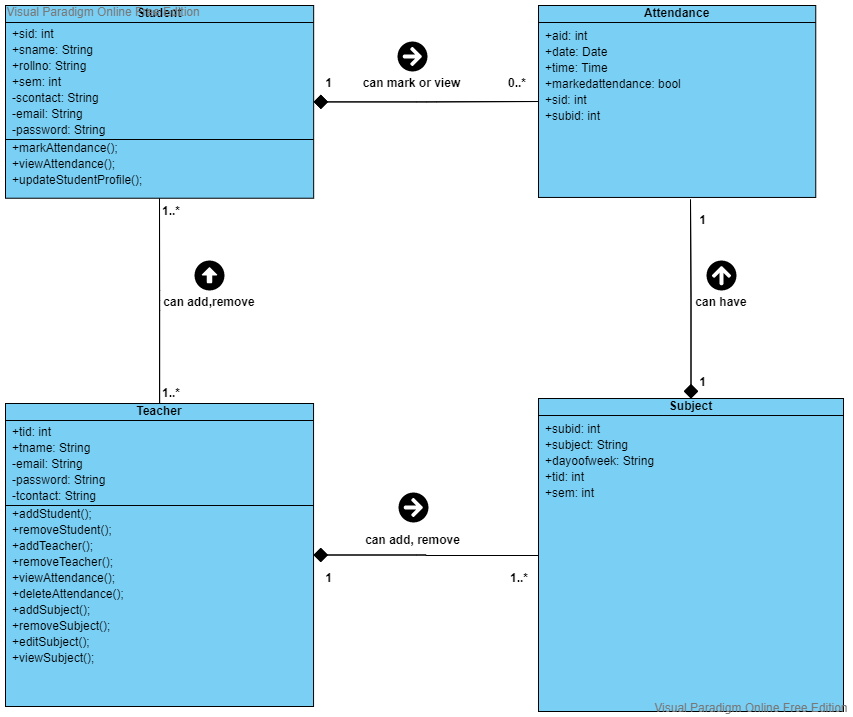 Visual Paradigm Online Free Edition
Student
+sid: int
+sname: String
+rollno: String
+sem: int
-scontact: String
-email: String
-password: String
+markAttendance();
+viewAttendance();
+updateStudentProfile();
1
can mark or view
0..*
Attendance
+aid: int
+date: Date
+time: Time
+markedattendance: bool
+sid: int
+subid: int
1..*
can add,remove
1..*
1
can have
1
Teacher
+tid: int
+tname: String
-email: String
-password: String
-tcontact: String
+addStudent();
+removeStudent();
+addTeacher();
+removeTeacher();
+viewAttendance();
+deleteAttendance();
+addSubject();
+removeSubject();
+editSubject();
+viewSubject();
can add, remove
1
1..*
Subject
+subid: int
+subject: String
+dayoofweek: String
+tid: int
+sem: int
Visual Paradigm Online Free Edition